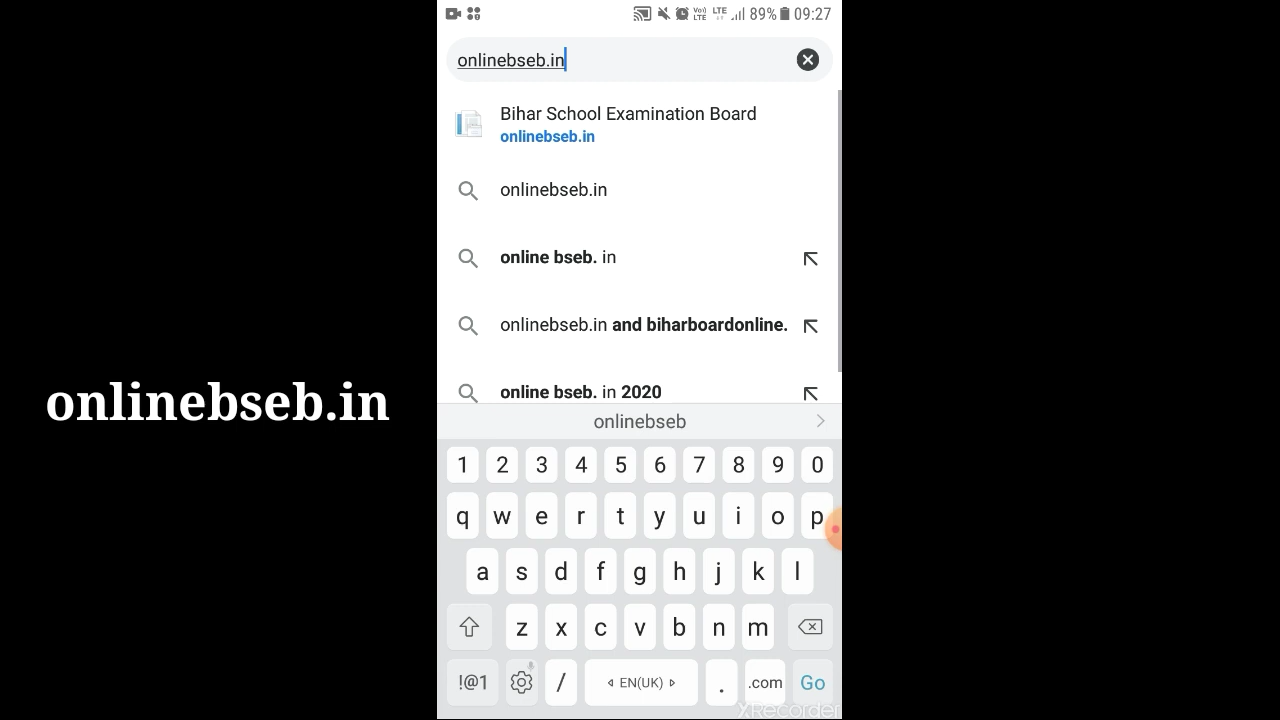 89% 09:27
onlinebseb.in
Bihar School Examination Board
onlinebseb.in
onlinebseb.in
online bseb. in
onlinebseb.in and biharboardonline.
online bseb. in 2020
onlinebseb.in
onlinebseb
1 2 3 4 5 6 7 8 9 0
q w e r t y u i o p
a s d f g h j k l
z x c v b n m
!@1 / EN(UK) . .com Go
XRecorder